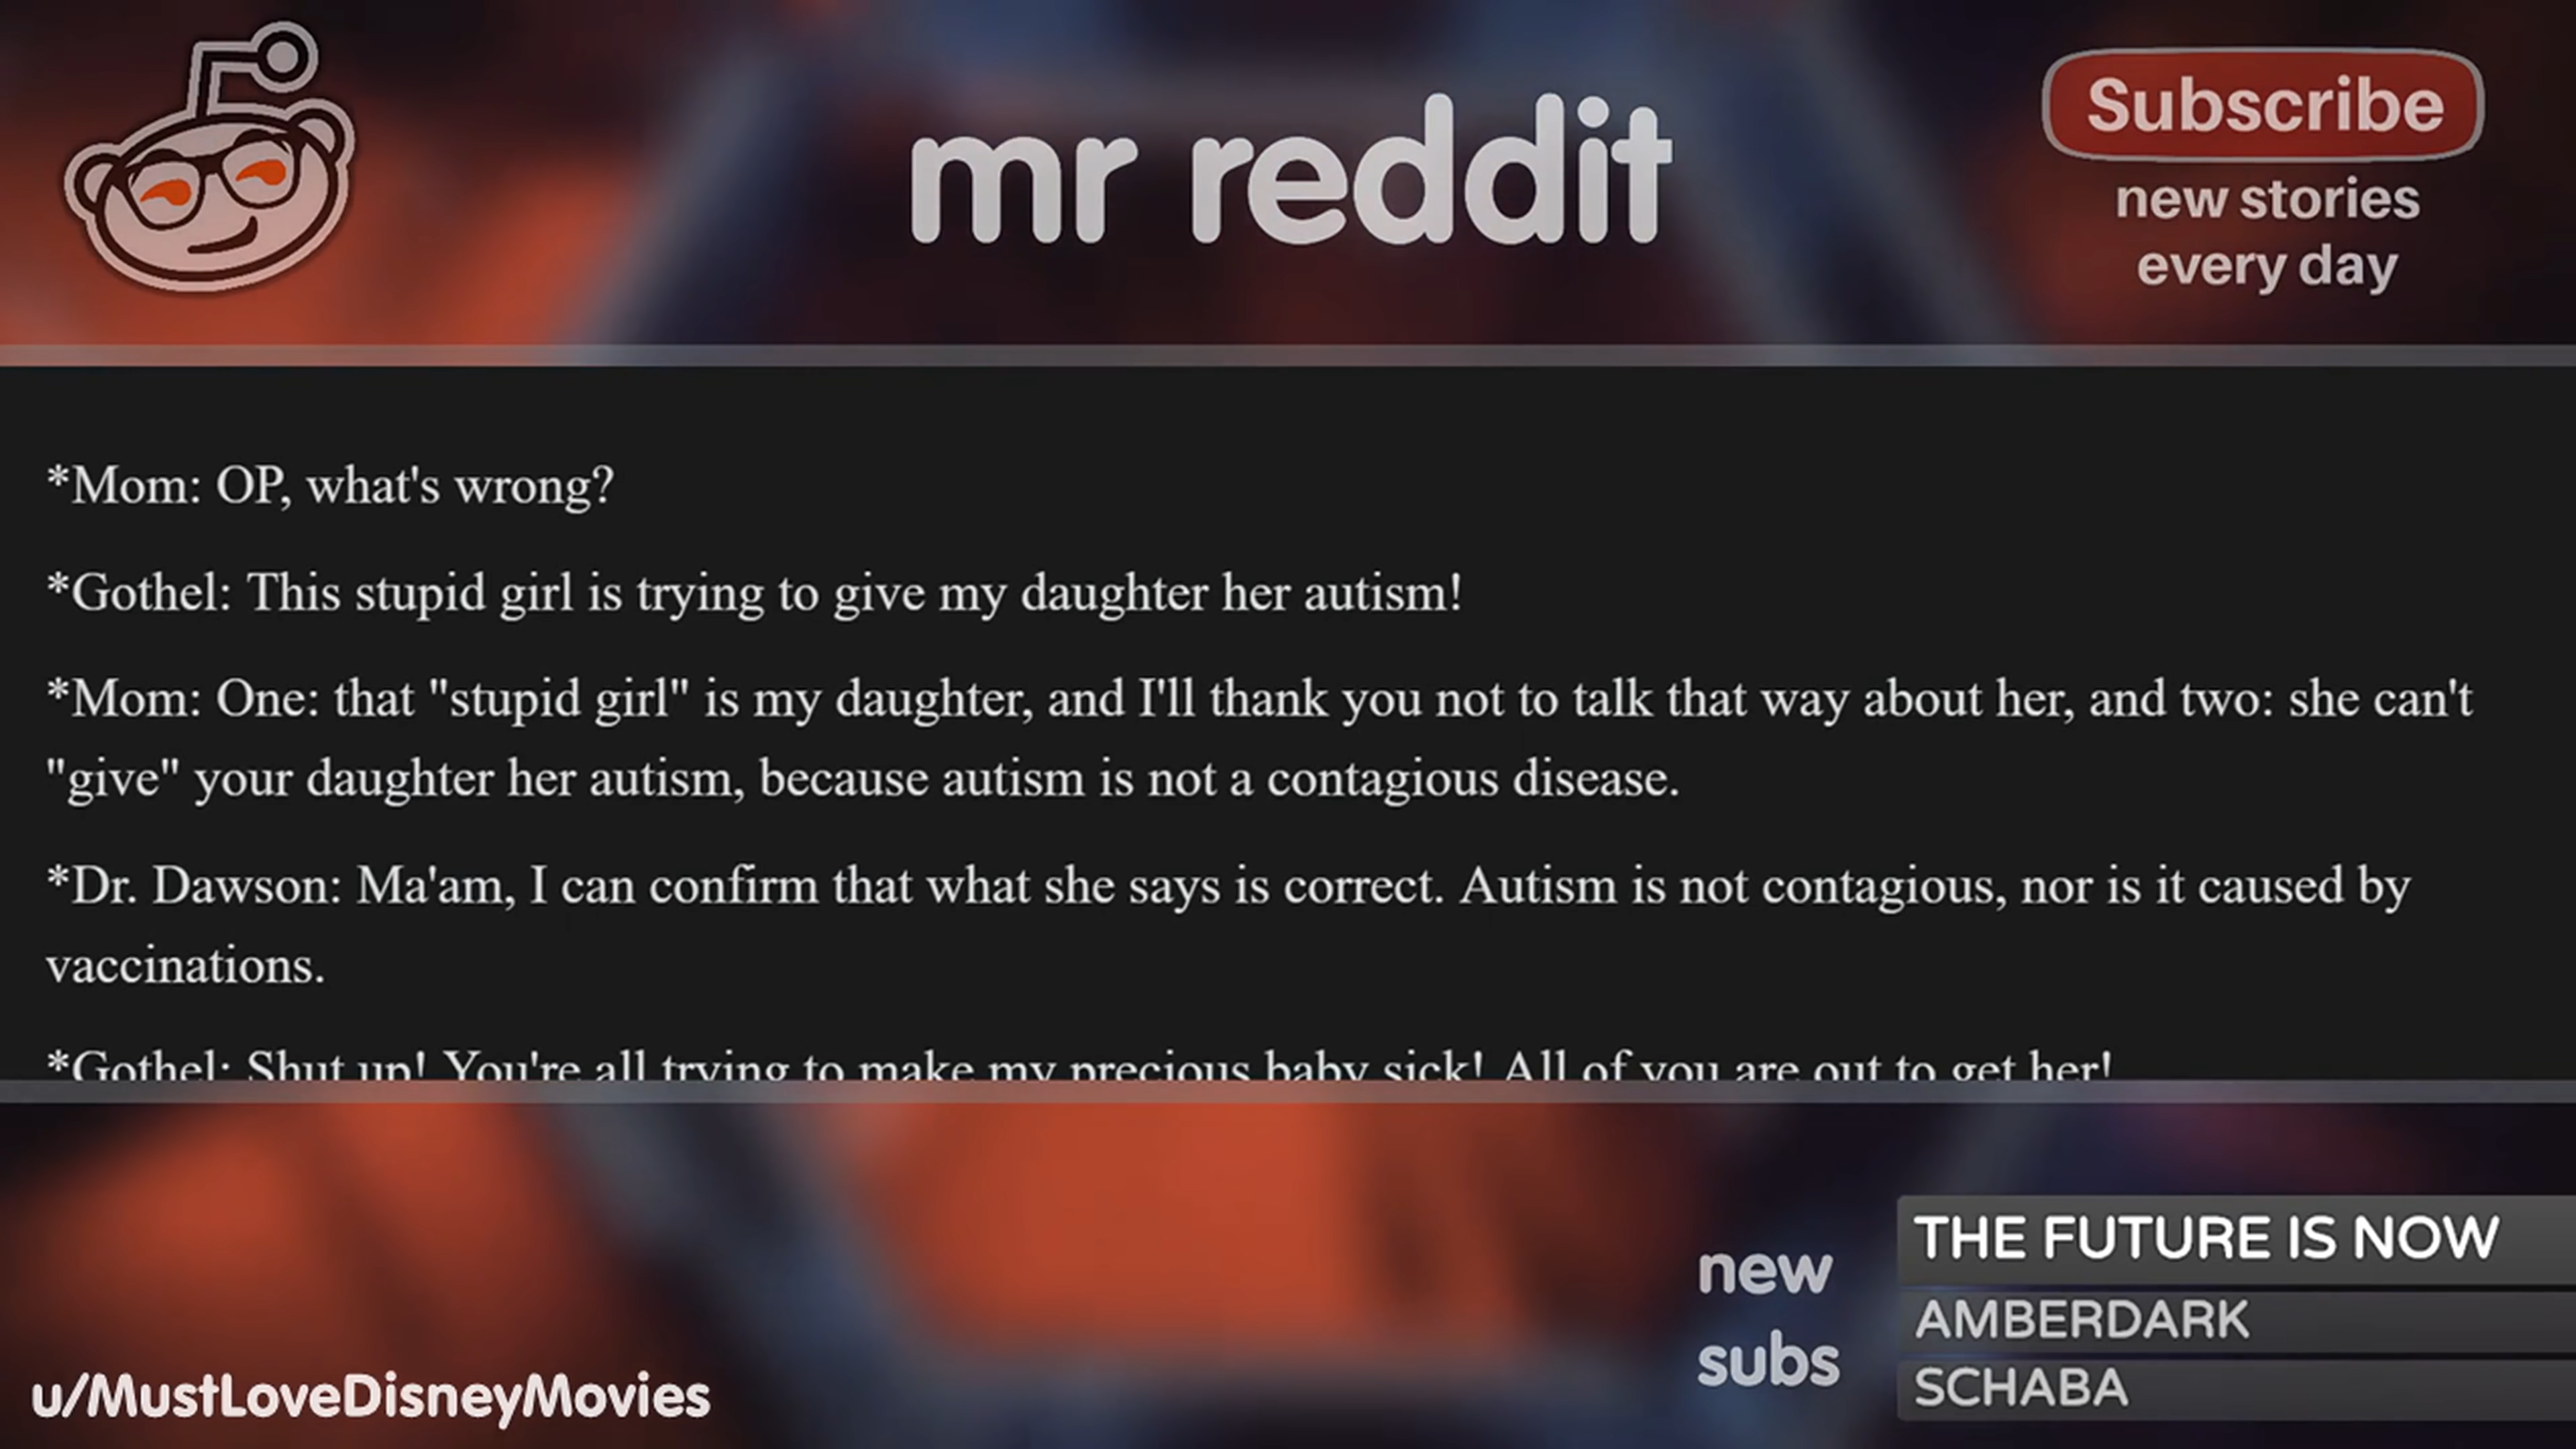 mr reddit
Subscribe
new stories
every day
*Mom: OP, what's wrong?
*Gothel: This stupid girl is trying to give my daughter her autism!
*Mom: One: that "stupid girl" is my daughter, and I'll thank you not to talk that way about her, and two: she can't
"give" your daughter her autism, because autism is not a contagious disease.
*Dr. Dawson: Ma'am, I can confirm that what she says is correct. Autism is not contagious, nor is it caused by
vaccinations.
*Gothel: Shut up! You're all trying to make my precious baby sick! All of you are out to get her!
new
subs
THE FUTURE IS NOW
AMBERDARK
SCHABA
u/MustLoveDisneyMovies